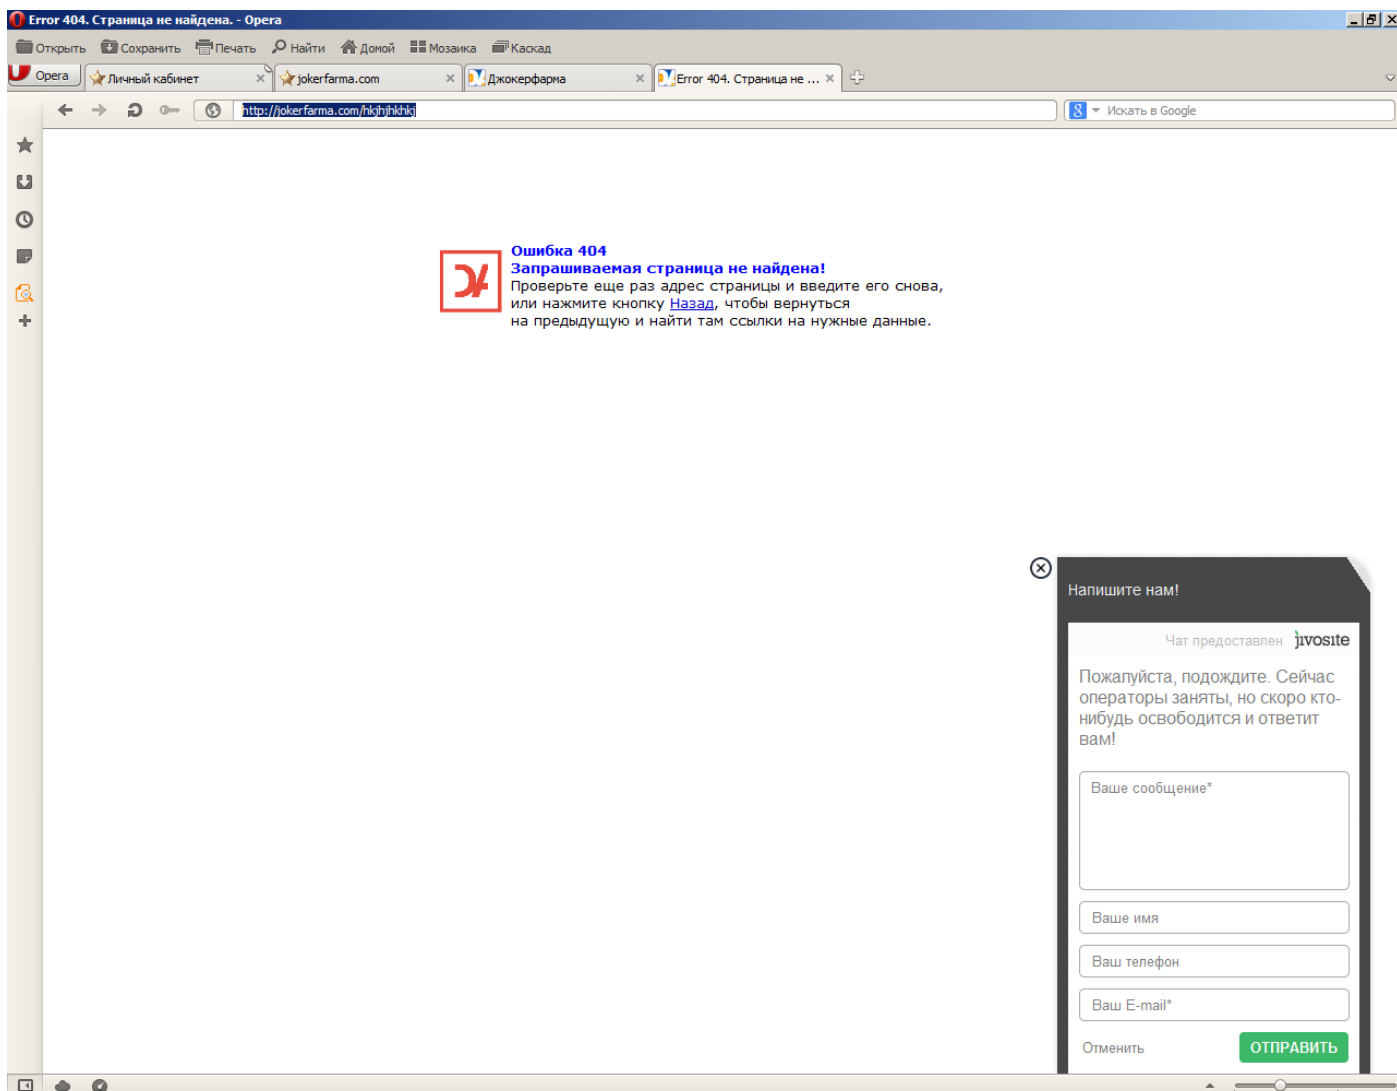 Error 404. Страница не найдена. - Opera
Открыть Сохранить Печать Найти Домой Мозаика Каскад
Opera Личный кабинет jokerfarma.com Джокерфарма Error 404. Страница не ...
http://jokerfarma.com/hkjhjhkhkj Искать в Google
Ошибка 404
Запрашиваемая страница не найдена!
Проверьте еще раз адрес страницы и введите его снова,
или нажмите кнопку Назад, чтобы вернуться
на предыдущую и найти там ссылки на нужные данные.
Напишите нам!
Чат предоставлен jivosite
Пожалуйста, подождите. Сейчас
операторы заняты, но скоро кто-
нибудь освободится и ответит
вам!
Ваше сообщение*
Ваше имя
Ваш телефон
Ваш E-mail*
Отменить ОТПРАВИТЬ